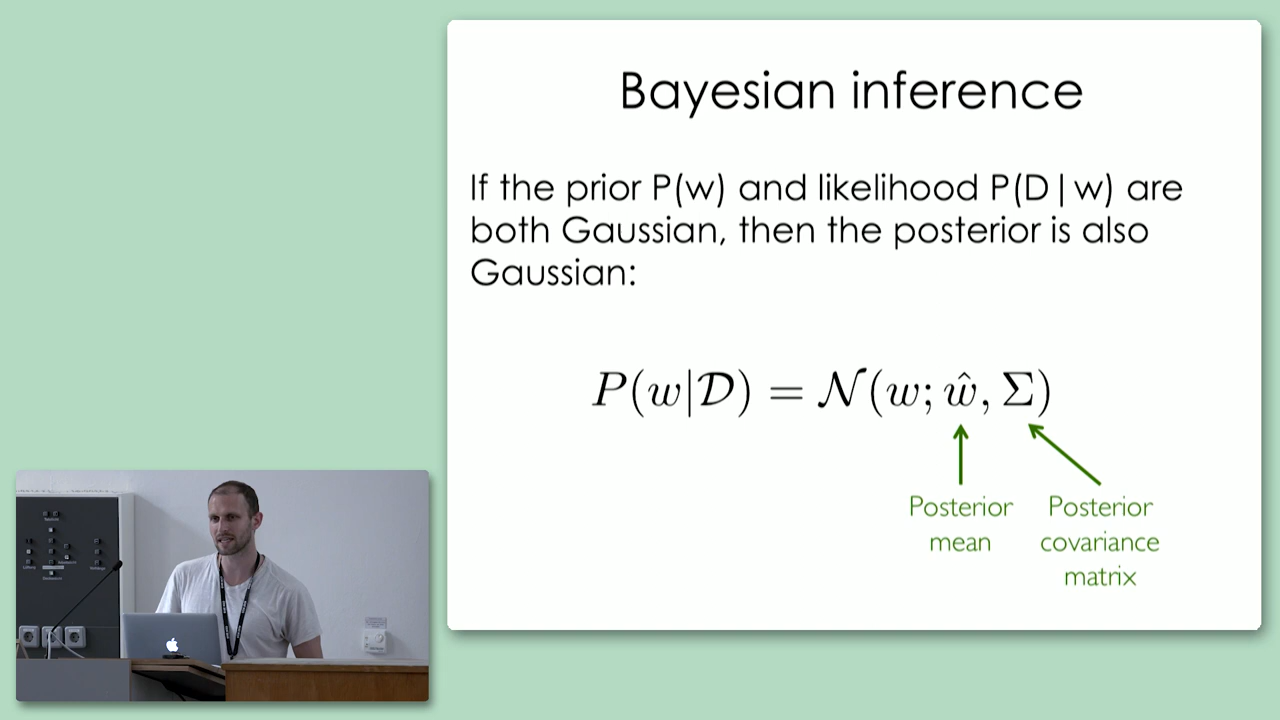 Bayesian inference
If the prior P(w) and likelihood P(D|w) are
both Gaussian, then the posterior is also
Gaussian:
P(w|𝒟) = 𝒩(w; ŵ, Σ)
Posterior
mean
Posterior
covariance
matrix